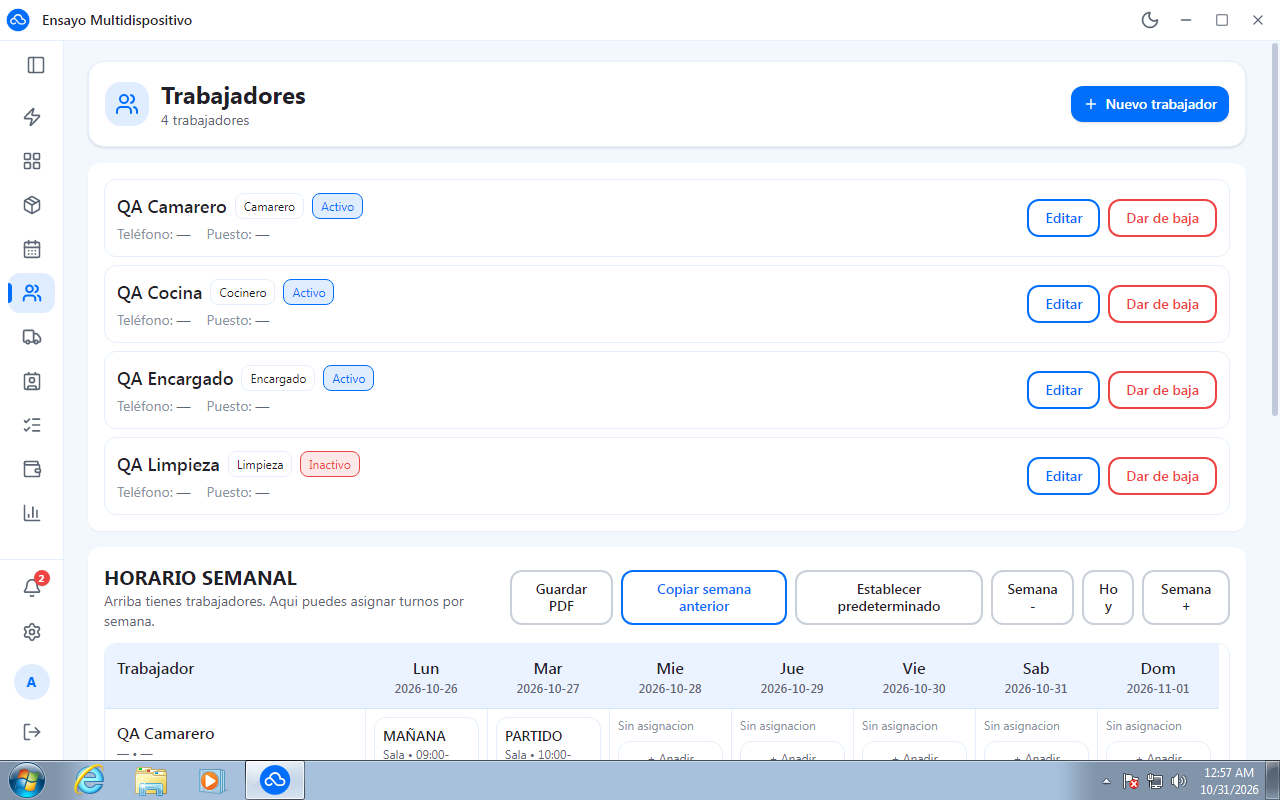 Ensayo Multidispositivo
Trabajadores
4 trabajadores
+ Nuevo trabajador
QA Camarero Camarero Activo
Teléfono: — Puesto: —
Editar Dar de baja
QA Cocina Cocinero Activo
Teléfono: — Puesto: —
Editar Dar de baja
QA Encargado Encargado Activo
Teléfono: — Puesto: —
Editar Dar de baja
QA Limpieza Limpieza Inactivo
Teléfono: — Puesto: —
Editar Dar de baja
2
A
HORARIO SEMANAL
Arriba tienes trabajadores. Aqui puedes asignar turnos por
semana.
Guardar
PDF
Copiar semana
anterior
Establecer
predeterminado
Semana
-
Ho
y
Semana
+
Trabajador Lun Mar Mie Jue Vie Sab Dom
2026-10-26 2026-10-27 2026-10-28 2026-10-29 2026-10-30 2026-10-31 2026-11-01
QA Camarero
— • —
MAÑANA
Sala • 09:00-
PARTIDO
Sala • 10:00-
Sin asignacion Sin asignacion Sin asignacion Sin asignacion Sin asignacion
+ Anadir + Anadir + Anadir + Anadir + Anadir
12:57 AM
10/31/2026